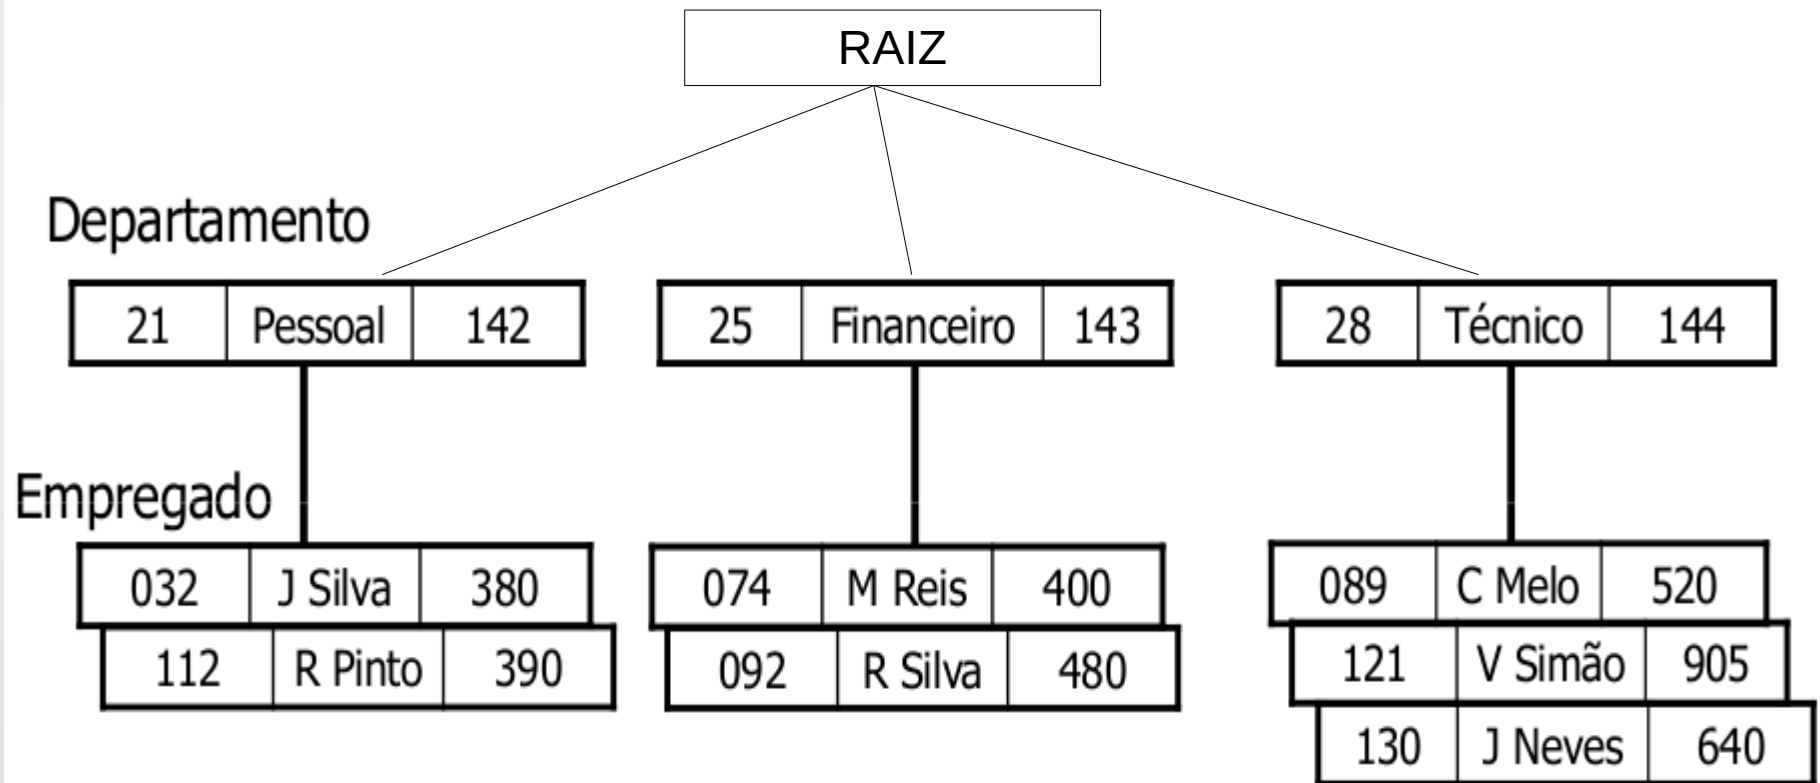 RAIZ
Departamento
21 Pessoal 142
25 Financeiro 143
28 Técnico 144
Empregado
032 J Silva 380
112 R Pinto 390
074 M Reis 400
092 R Silva 480
089 C Melo 520
121 V Simão 905
130 J Neves 640